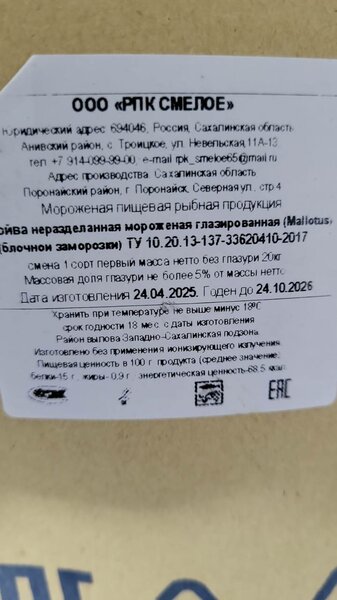 ООО «РПК СМЕЛОЕ»
Юридический адрес 694046, Россия, Сахалинская область
Анивский район, с. Троицкое, ул. Невельская,11А-13
тел +7 914-099-99-00, e-mail rpk_smeloe65@mail.ru
Адрес производства Сахалинская область
Поронайский район, г Поронайск, Северная ул. стр 4
Мороженая пищевая рыбная продукция
ойва неразделанная мороженая глазированная (Mallotus
(блочной заморозки) ТУ 10.20.13-137-33620410-2017
смена 1 сорт первый масса нетто без глазури 20кг
Массовая доля глазури не более 5% от массы нетто
Дата изготовления 24.04.2025. Годен до 24.10.2026
Хранить при температуре не выше минус 18ºС
срок годности 18 мес. с даты изготовления
Район вылова Западно-Сахалинская подзона
Изготовлено без применения ионизирующего излучения
Пищевая ценность в 100 г. продукта (среднее значение
белки-15 г. жиры- 0,9 г. энергетическая ценность-68.5 ккал
ЕАС